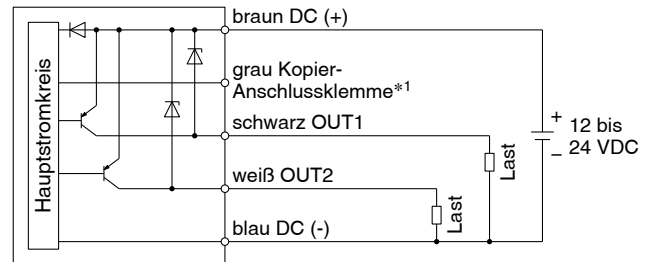 braun DC (+)
Hauptstromkreis
grau Kopier-
Anschlussklemme*1
schwarz OUT1
+
12 bis
24 VDC
−
Last
weiß OUT2
Last
blau DC (-)